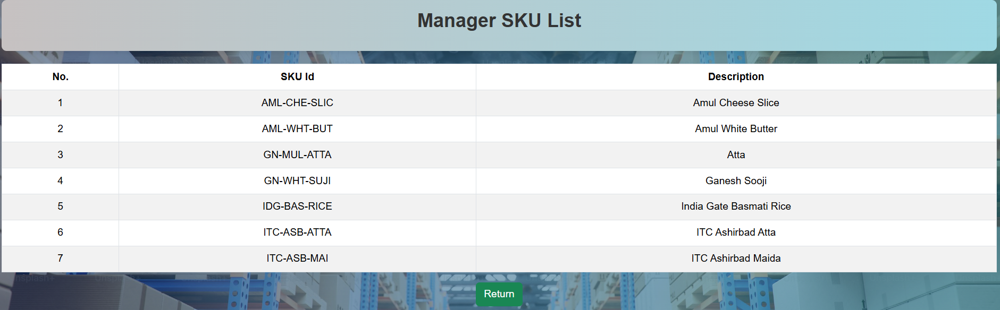 Manager SKU List
No. SKU Id Description
1 AML-CHE-SLIC Amul Cheese Slice
2 AML-WHT-BUT Amul White Butter
3 GN-MUL-ATTA Atta
4 GN-WHT-SUJI Ganesh Sooji
5 IDG-BAS-RICE India Gate Basmati Rice
6 ITC-ASB-ATTA ITC Ashirbad Atta
7 ITC-ASB-MAI ITC Ashirbad Maida
Return